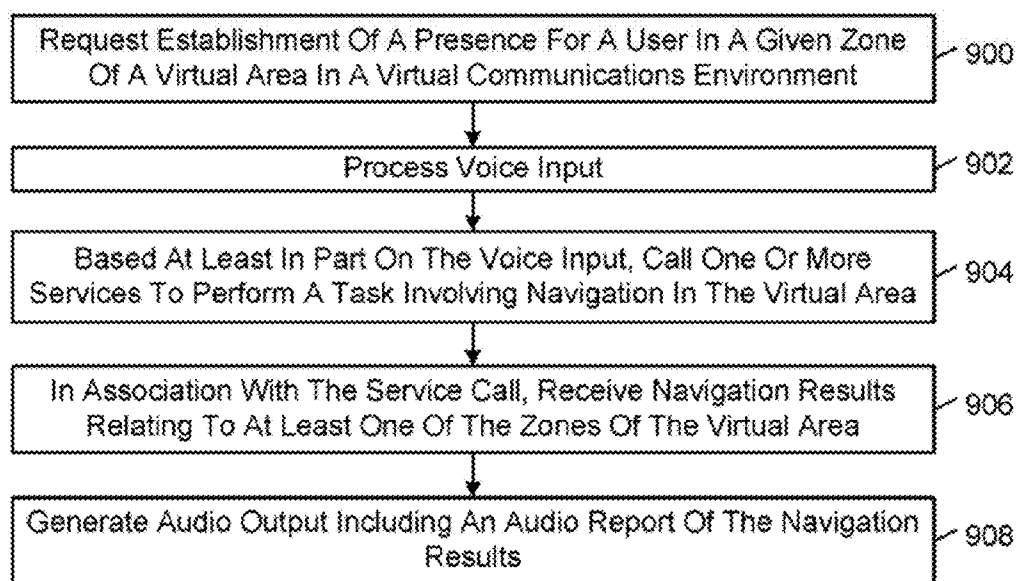 Request Establishment Of A Presence For A User In A Given Zone
Of A Virtual Area In A Virtual Communications Environment
900
Process Voice Input
902
Based At Least In Part On The Voice Input, Call One Or More
Services To Perform A Task Involving Navigation In The Virtual Area
904
In Association With The Service Call, Receive Navigation Results
Relating To At Least One Of The Zones Of The Virtual Area
906
Generate Audio Output Including An Audio Report Of The Navigation
Results
908